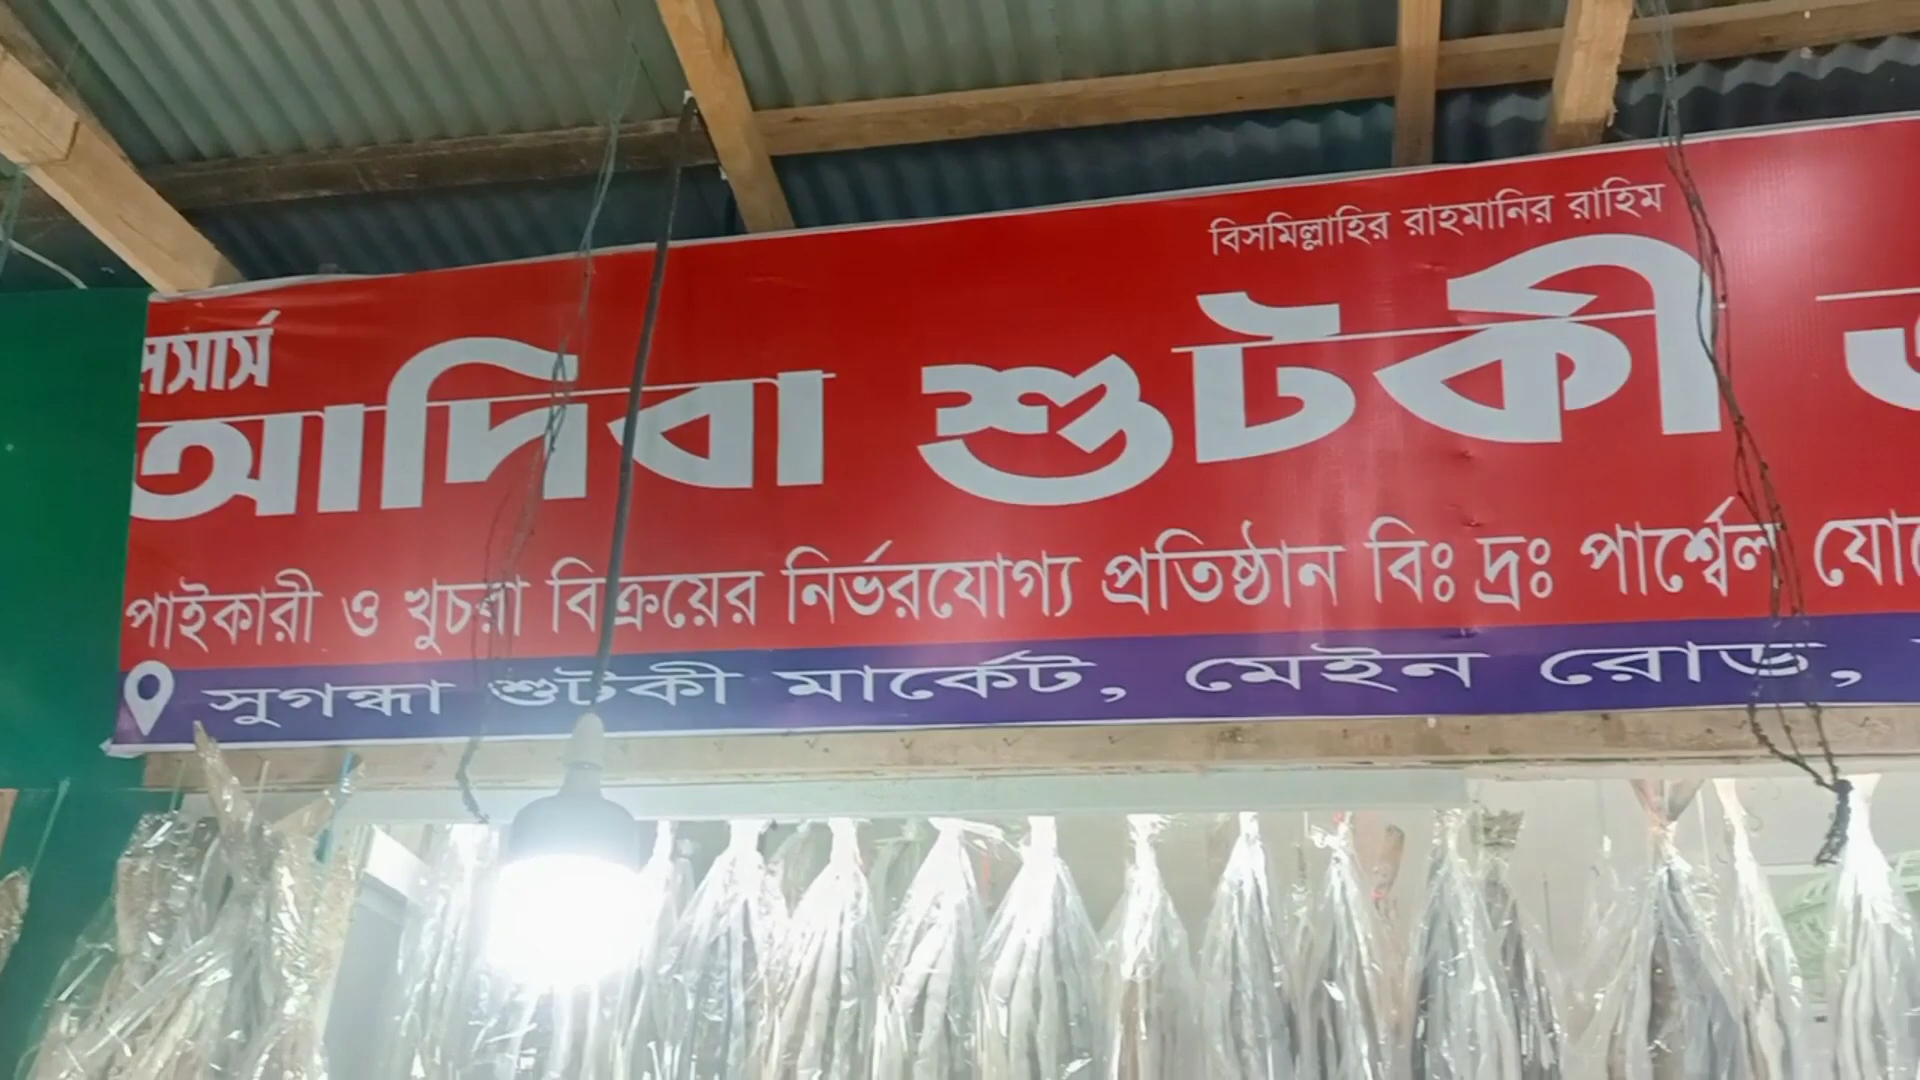 বিসমিল্লাহির রাহমানির রাহিম
আদিবা শুটকী
পাইকারী ও খুচরা বিক্রয়ের নির্ভরযোগ্য প্রতিষ্ঠান বিঃ দ্রঃ পার্শ্বেল
সুগন্ধা শুটকী মার্কেট, মেইন রোড,